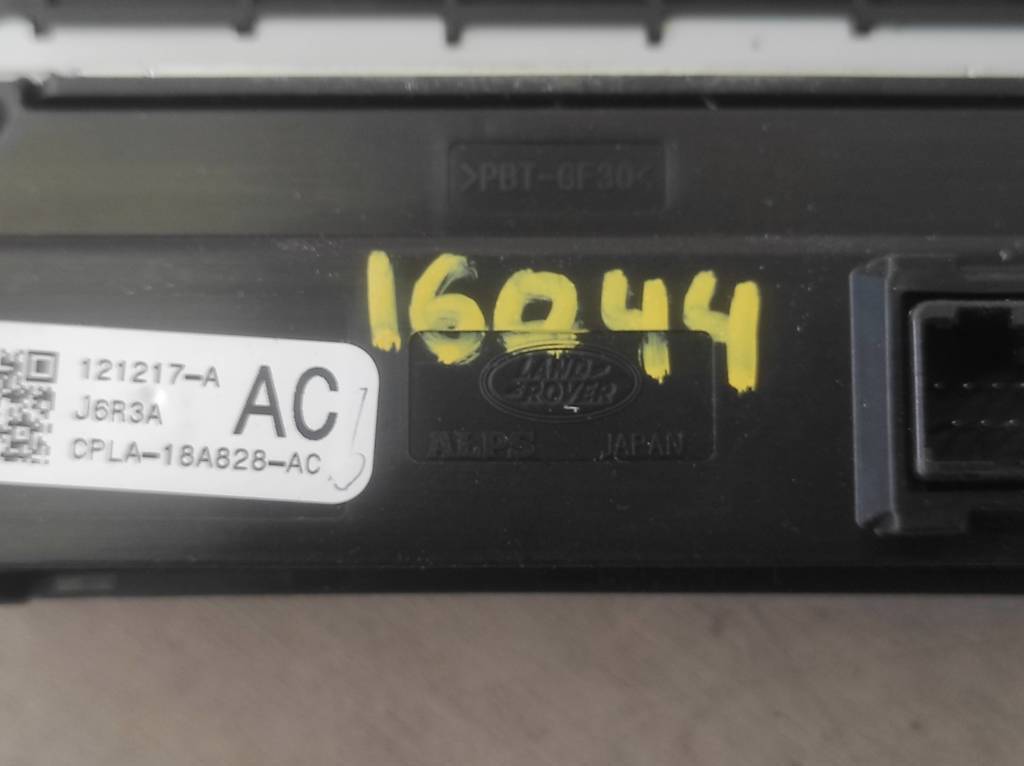 >PBT-GF30<
16044
121217-A
J6R3A
AC
CPLA-18A828-AC
LAND
ROVER
ALPS JAPAN